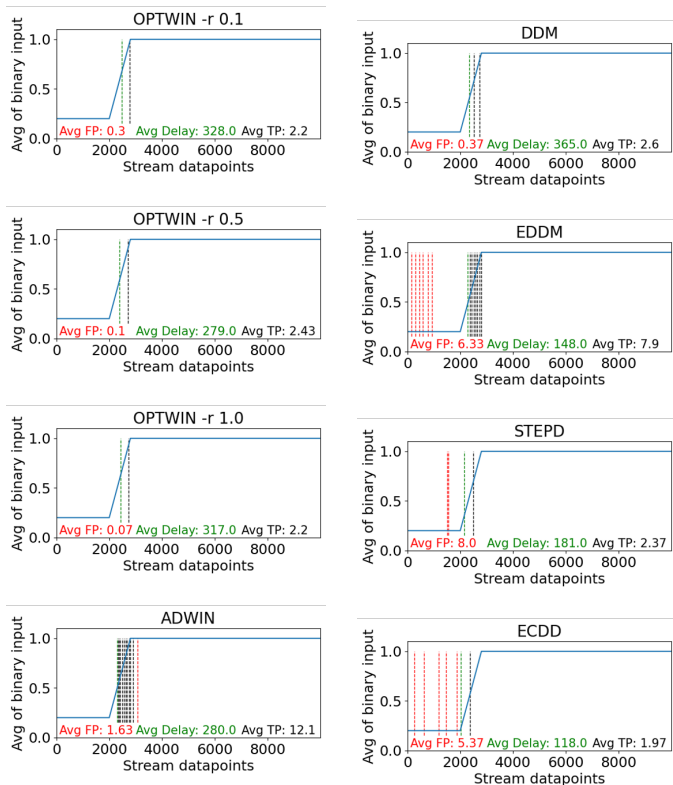 OPTWIN -r 0.1
Avg of binary input
1.0
0.5
0.0
Avg FP: 0.3 Avg Delay: 328.0 Avg TP: 2.2
0 2000 4000 6000 8000
Stream datapoints
OPTWIN -r 0.5
Avg of binary input
1.0
0.5
0.0
Avg FP: 0.1 Avg Delay: 279.0 Avg TP: 2.43
0 2000 4000 6000 8000
Stream datapoints
OPTWIN -r 1.0
Avg of binary input
1.0
0.5
0.0
Avg FP: 0.07 Avg Delay: 317.0 Avg TP: 2.2
0 2000 4000 6000 8000
Stream datapoints
ADWIN
Avg of binary input
1.0
0.5
0.0
Avg FP: 1.63 Avg Delay: 280.0 Avg TP: 12.1
0 2000 4000 6000 8000
Stream datapoints
DDM
Avg of binary input
1.0
0.5
0.0
Avg FP: 0.37 Avg Delay: 365.0 Avg TP: 2.6
0 2000 4000 6000 8000
Stream datapoints
EDDM
Avg of binary input
1.0
0.5
0.0
Avg FP: 6.33 Avg Delay: 148.0 Avg TP: 7.9
0 2000 4000 6000 8000
Stream datapoints
STEPD
Avg of binary input
1.0
0.5
0.0
Avg FP: 8.0 Avg Delay: 181.0 Avg TP: 2.37
0 2000 4000 6000 8000
Stream datapoints
ECDD
Avg of binary input
1.0
0.5
0.0
Avg FP: 5.37 Avg Delay: 118.0 Avg TP: 1.97
0 2000 4000 6000 8000
Stream datapoints